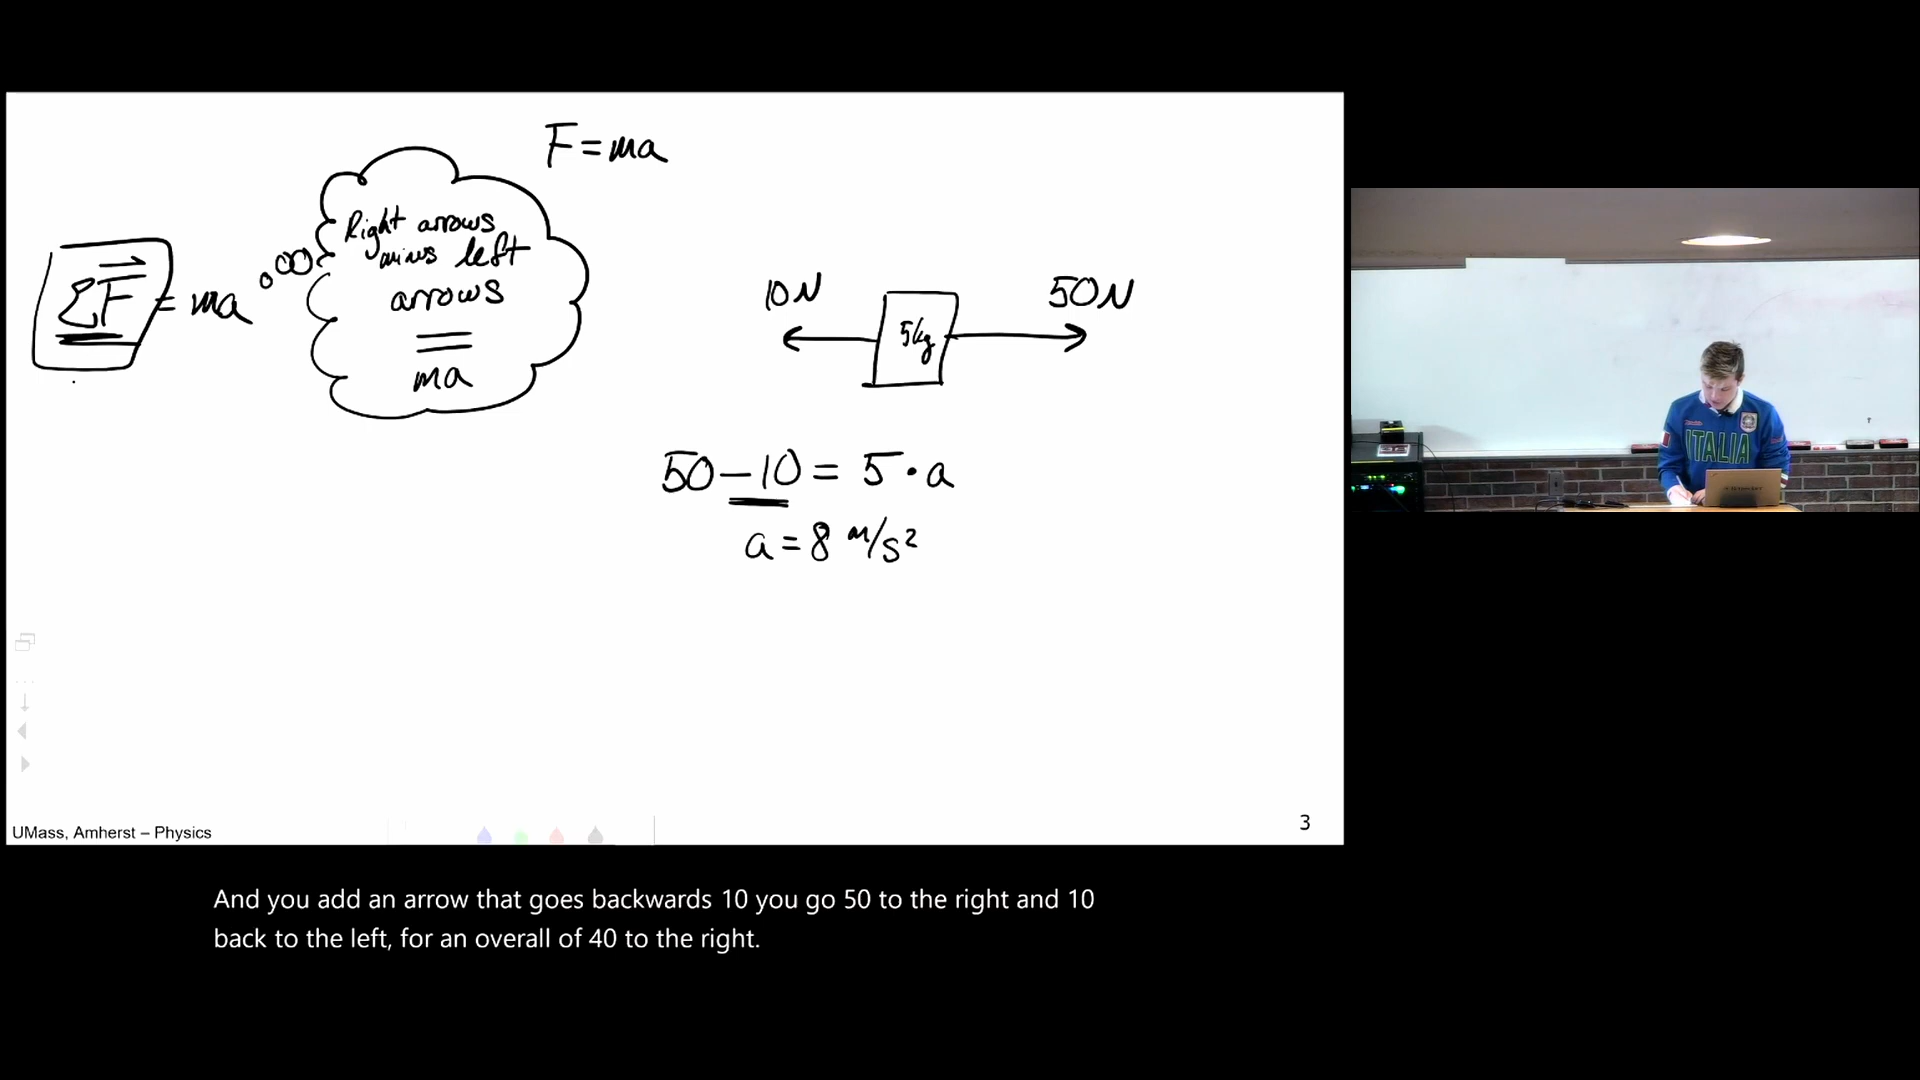 F = ma
Right arrows
minus left
arrows
=
ma
ΣF = ma
10N
50N
5kg
50 – 10 = 5 • a
a = 8 m/s²
UMass, Amherst – Physics
3
ITALIA
And you add an arrow that goes backwards 10 you go 50 to the right and 10
back to the left, for an overall of 40 to the right.